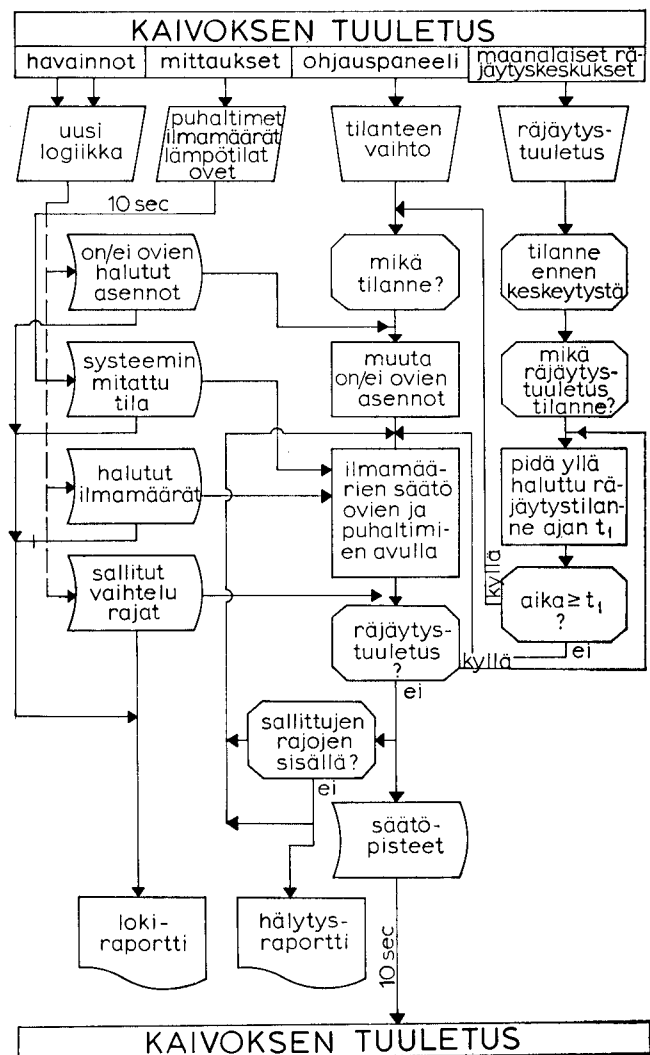 KAIVOKSEN TUULETUS
havainnot
mittaukset
ohjauspaneeli
maanalaiset rä-
jäytyskeskukset
uusi
logiikka
puhaltimet
ilmamäärät
lämpötilat
ovet
tilanteen
vaihto
räjäytys-
tuuletus
10 sec
on/ei ovien
halutut
asennot
mikä
tilanne?
tilanne
ennen
keskeytystä
systeemin
mitattu
tila
muuta
on/ei ovien
asennot
mikä
räjäytys-
tuuletus
tilanne?
halutut
ilmamäärät
ilmamää-
rien säätö
ovien ja
puhaltimi-
en avulla
pidä yllä
haluttu rä-
jäytystilan-
ne ajan t₁
kyllä
sallitut
vaihtelu
rajat
räjäytys-
tuuletus
?
kyllä
aika ≥ t₁
?
ei
ei
sallittujen
rajojen
sisällä?
ei
säätö-
pisteet
loki-
raportti
hälytys-
raportti
10 sec
KAIVOKSEN TUULETUS